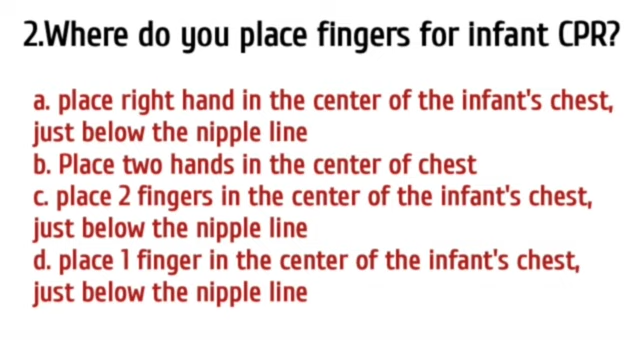 2.Where do you place fingers for infant CPR?
a. place right hand in the center of the infant's chest,
just below the nipple line
b. Place two hands in the center of chest
c. place 2 fingers in the center of the infant's chest,
just below the nipple line
d. place 1 finger in the center of the infant's chest,
just below the nipple line